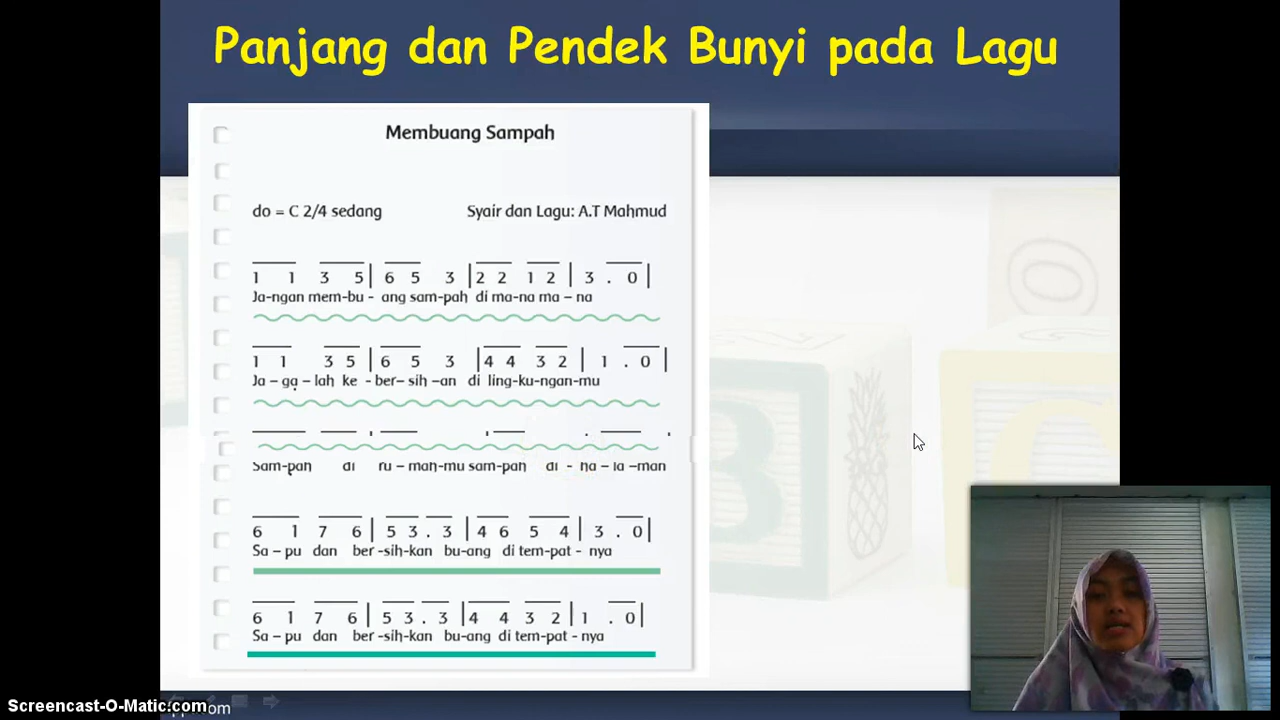 Panjang dan Pendek Bunyi pada Lagu
Membuang Sampah
do = C 2/4 sedang
Syair dan Lagu: A.T Mahmud
1 1 3 5 | 6 5 3 | 2 2 1 2 | 3 . 0 |
Ja-ngan mem-bu - ang sam-pah di ma-na ma – na
1 1 3 5 | 6 5 3 | 4 4 3 2 | 1 . 0 |
Ja – ga – lah ke - ber– sih –an di ling-ku-ngan-mu
Sam-pah di ru – mah-mu sampah di - ha – la –man
6 1 7 6 | 5 3 . 3 | 4 6 5 4 | 3 . 0 |
Sa – pu dan ber -sih-kan bu-ang di tem-pat - nya
6 1 7 6 | 5 3 . 3 | 4 4 3 2 | 1 . 0 |
Sa – pu dan ber -sih-kan bu-ang di tem-pat - nya
Screencast-O-Matic.com